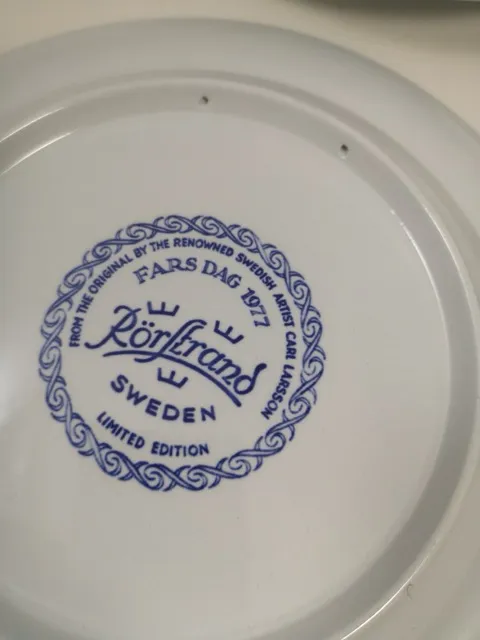 FROM THE ORIGINAL BY THE RENOWNED SWEDISH ARTIST CARL LARSSON
FARS DAG 1977
Rörstrand
SWEDEN
LIMITED EDITION